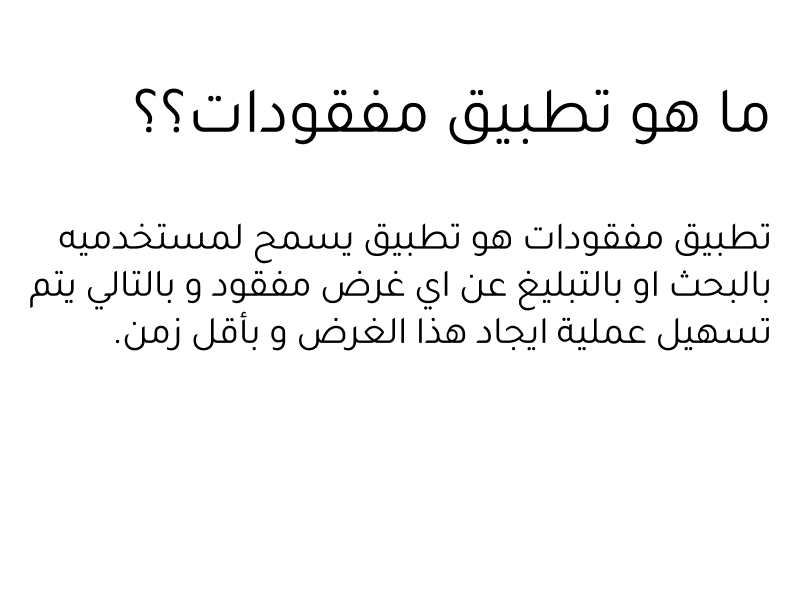 ما هو تطبيق مفقودات؟؟
تطبيق مفقودات هو تطبيق يسمح لمستخدميه
بالبحث او بالتبليغ عن اي غرض مفقود و بالتالي يتم
تسهيل عملية ايجاد هذا الغرض و بأقل زمن.